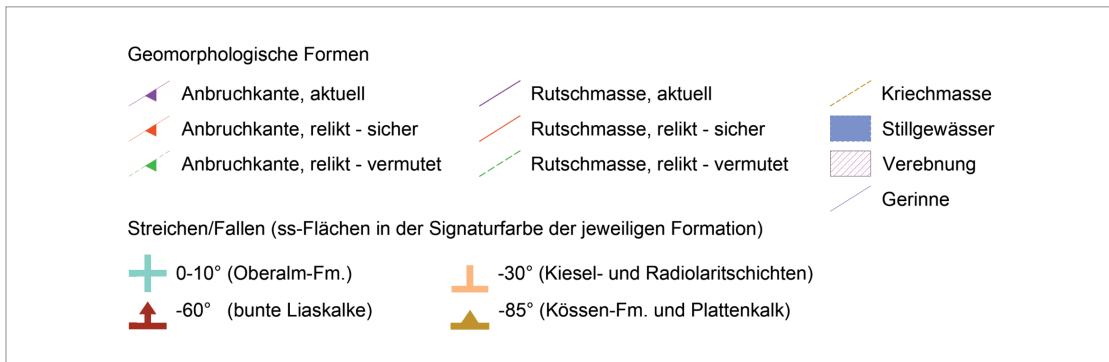 Geomorphologische Formen
Anbruchkante, aktuell
Anbruchkante, relikt - sicher
Anbruchkante, relikt - vermutet
Rutschmasse, aktuell
Rutschmasse, relikt - sicher
Rutschmasse, relikt - vermutet
Kriechmasse
Stillgewässer
Verebnung
Gerinne
Streichen/Fallen (ss-Flächen in der Signaturfarbe der jeweiligen Formation)
0-10° (Oberalm-Fm.)
-60° (bunte Liaskalke)
-30° (Kiesel- und Radiolaritschichten)
-85° (Kössen-Fm. und Plattenkalk)